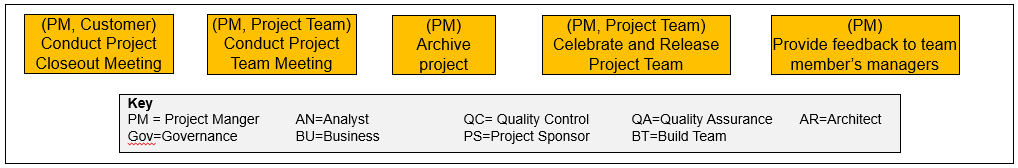 (PM, Customer)
Conduct Project
Closeout Meeting
(PM, Project Team)
Conduct Project
Team Meeting
(PM)
Archive
project
(PM, Project Team)
Celebrate and Release
Project Team
(PM)
Provide feedback to team
member’s managers
Key
PM = Project Manger AN=Analyst QC= Quality Control QA=Quality Assurance AR=Architect
Gov=Governance BU=Business PS=Project Sponsor BT=Build Team